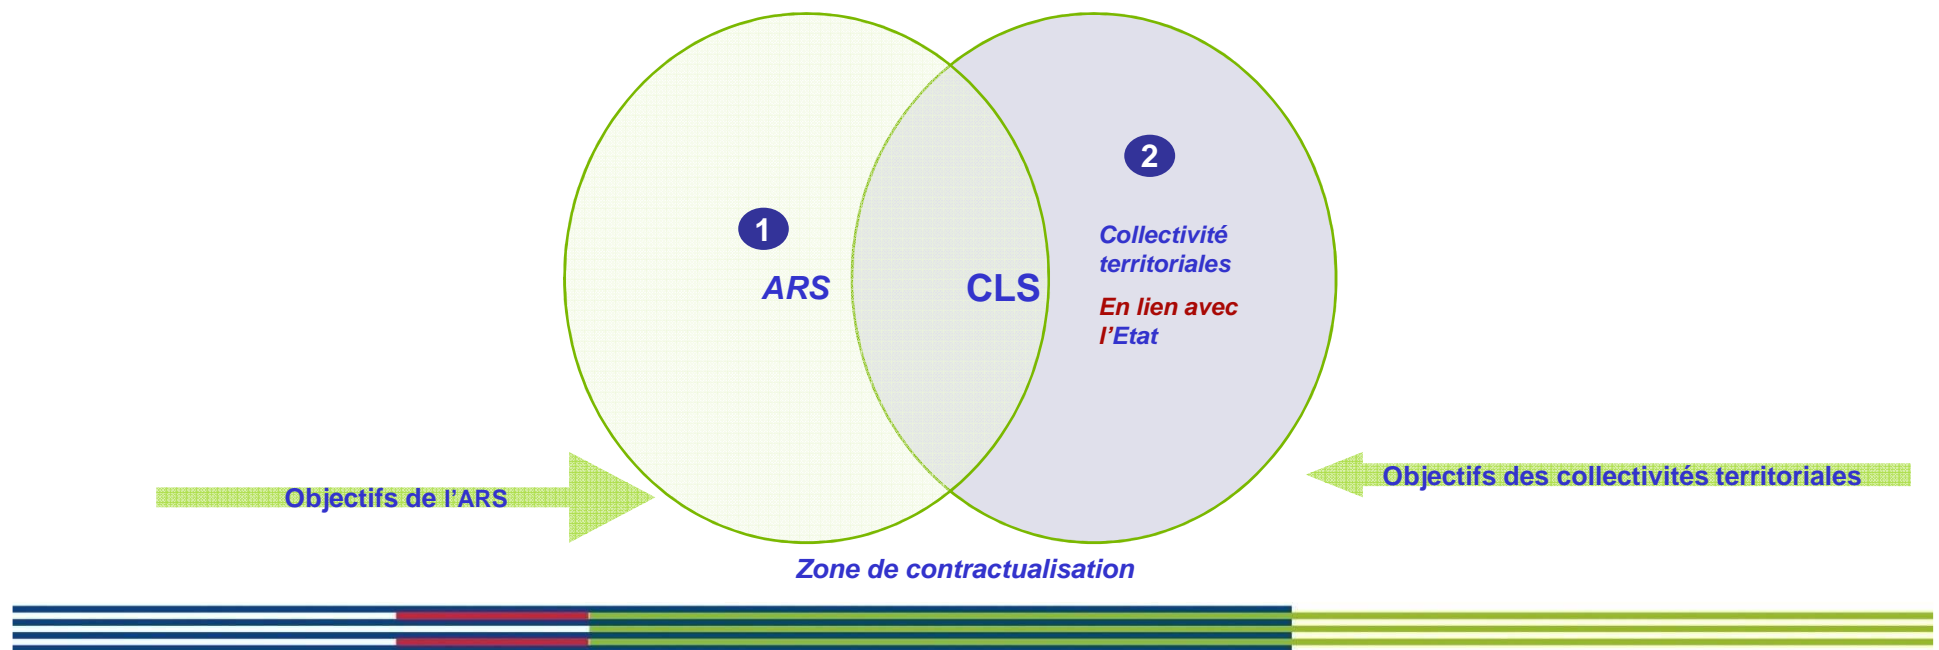 1
ARS
CLS
2
Collectivité
territoriales
En lien avec
l'Etat
Objectifs de l'ARS
Objectifs des collectivités territoriales
Zone de contractualisation